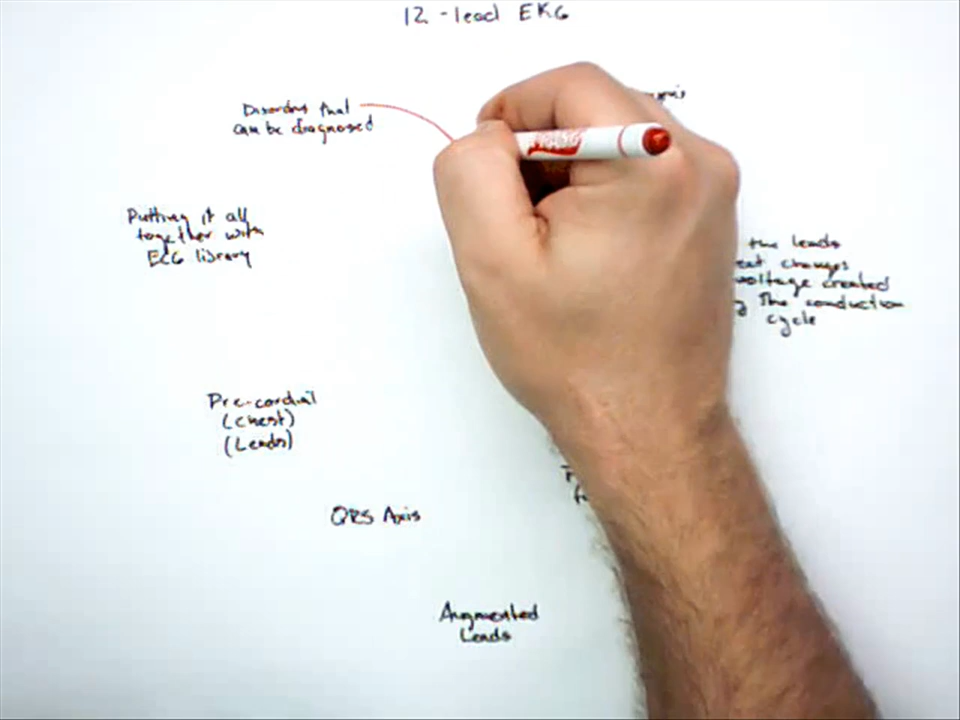 12-lead EKG
Disorders that
can be diagnosed
Putting it all
together with
ECG library
the leads
changes
voltage created
the conduction
cycle
Pre-cordial
(chest)
(Leads)
QRS Axis
Augmented
Leads